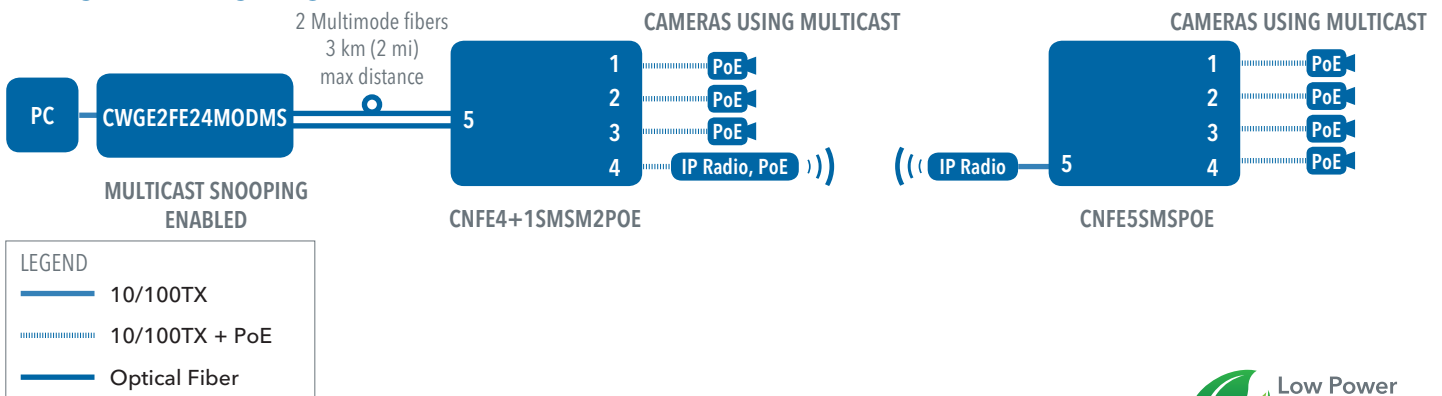 2 Multimode fibers
3 km (2 mi)
max distance
CAMERAS USING MULTICAST
CAMERAS USING MULTICAST
PC
CWGE2FE24MODMS
5
1
2
3
4
PoE
PoE
PoE
IP Radio, PoE
IP Radio
5
1
2
3
4
PoE
PoE
PoE
PoE
MULTICAST SNOOPING
ENABLED
CNFE4+1SMSM2POE
CNFE5SMSPOE
LEGEND
10/100TX
10/100TX + PoE
Optical Fiber
Low Power